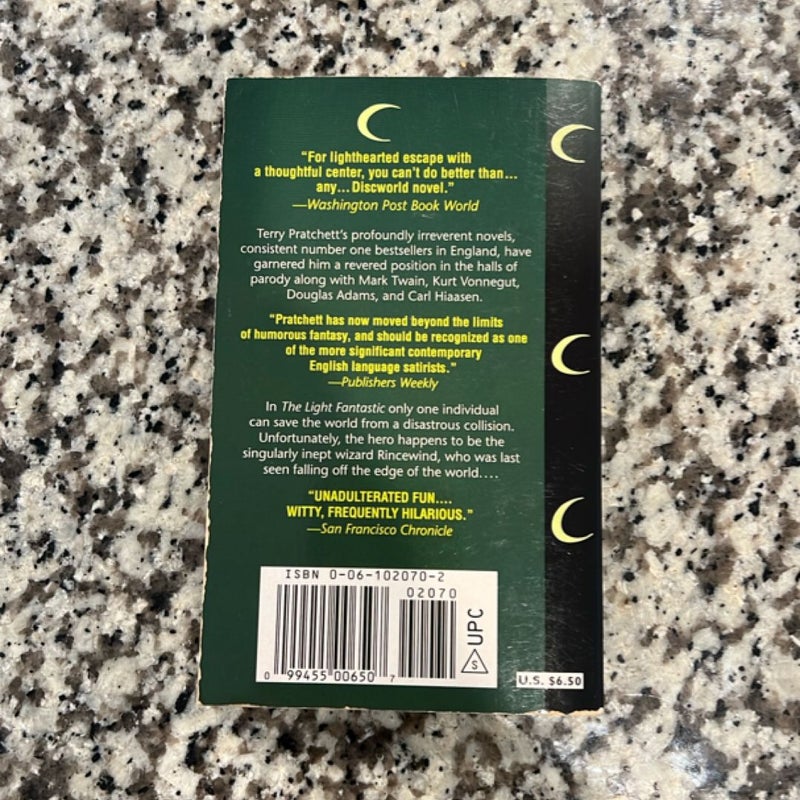 “For lighthearted escape with
a thoughtful center, you can’t do better than...
any...Discworld novel.”
—Washington Post Book World
Terry Pratchett’s profoundly irreverent novels,
consistent number one bestsellers in England, have
garnered him a revered position in the halls of
parody along with Mark Twain, Kurt Vonnegut,
Douglas Adams, and Carl Hiaasen.
“Pratchett has now moved beyond the limits
of humorous fantasy, and should be recognized as one
of the more significant contemporary
English language satirists.”
—Publishers Weekly
In The Light Fantastic only one individual
can save the world from a disastrous collision.
Unfortunately, the hero happens to be the
singularly inept wizard Rincewind, who was last
seen falling off the edge of the world....
“UNADULTERATED FUN....
WITTY, FREQUENTLY HILARIOUS.”
—San Francisco Chronicle
ISBN 0-06-102070-2
02070
0 99455 00650 7
S UPC
U.S. $6.50